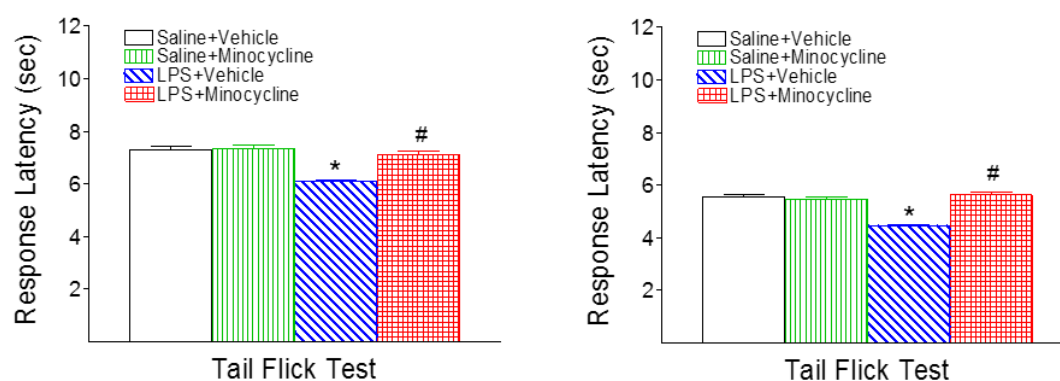 Response Latency (sec)
12
10
8
6
4
2
Saline+Vehicle
Saline+Minocycline
LPS+Vehicle
LPS+Minocycline
*
#
Tail Flick Test
Response Latency (sec)
12
10
8
6
4
2
Saline+Vehicle
Saline+Minocycline
LPS+Vehicle
LPS+Minocycline
*
#
Tail Flick Test